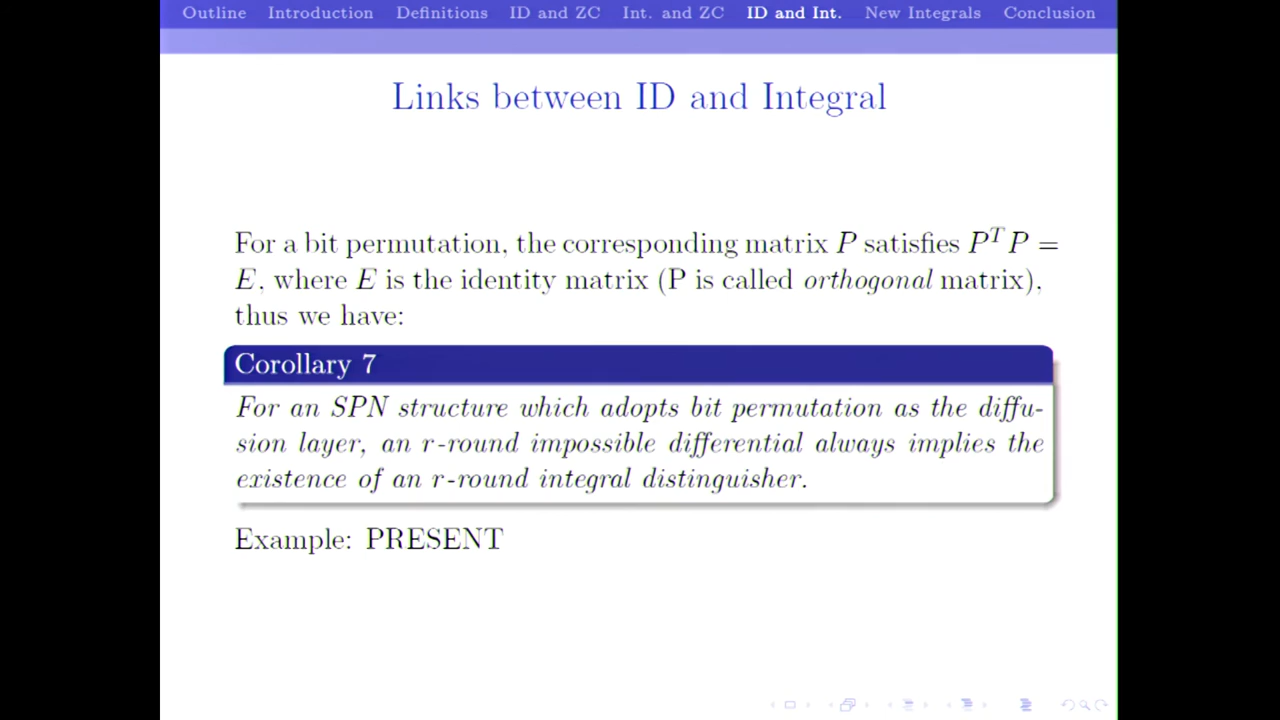 Outline Introduction Definitions ID and ZC Int. and ZC ID and Int. New Integrals Conclusion
Links between ID and Integral
For a bit permutation, the corresponding matrix P satisfies P^T P =
E, where E is the identity matrix (P is called orthogonal matrix),
thus we have:
Corollary 7
For an SPN structure which adopts bit permutation as the diffu-
sion layer, an r-round impossible differential always implies the
existence of an r-round integral distinguisher.
Example: PRESENT